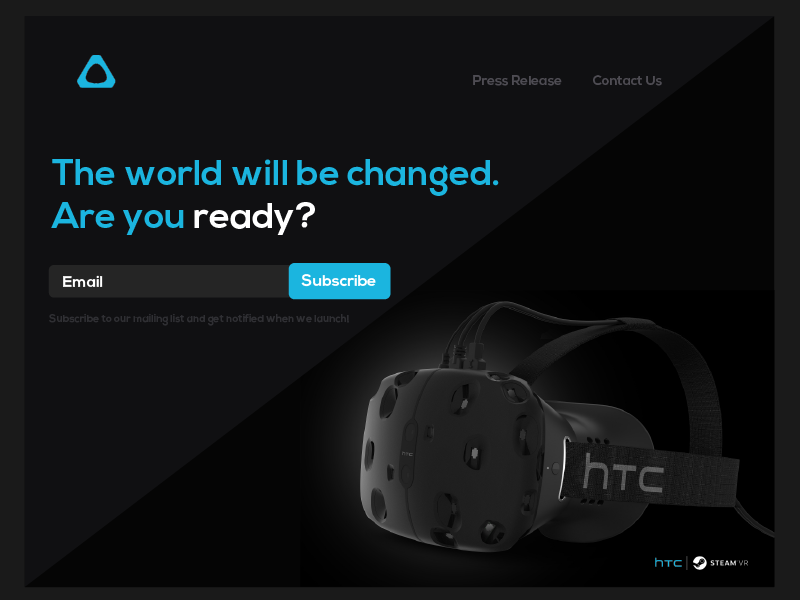 Press Release
Contact Us
The world will be changed.
Are you ready?
Email
Subscribe
Subscribe to our mailing list and get notified when we launch!
hTC
hTC
hTC | STEAM VR